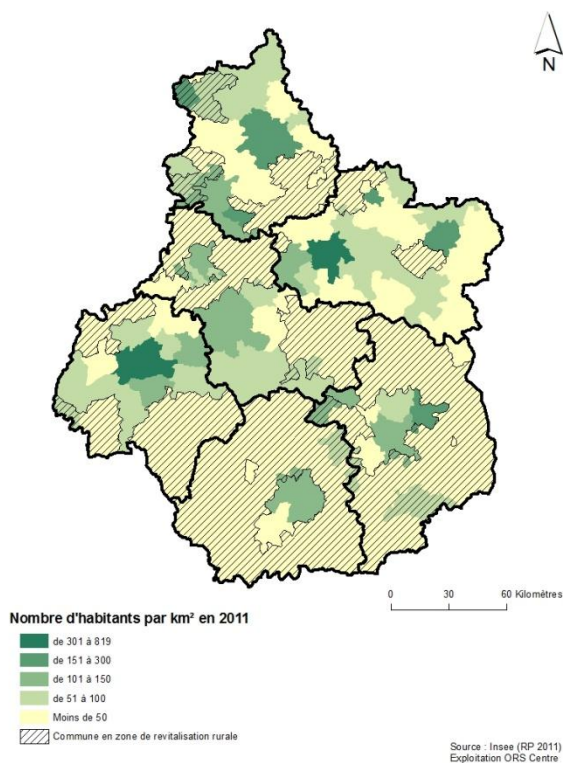 N
0 30 60 Kilomètres
Nombre d'habitants par km² en 2011
de 301 à 819
de 151 à 300
de 101 à 150
de 51 à 100
Moins de 50
Commune en zone de revitalisation rurale
Source : Insee (RP 2011)
Exploitation ORS Centre